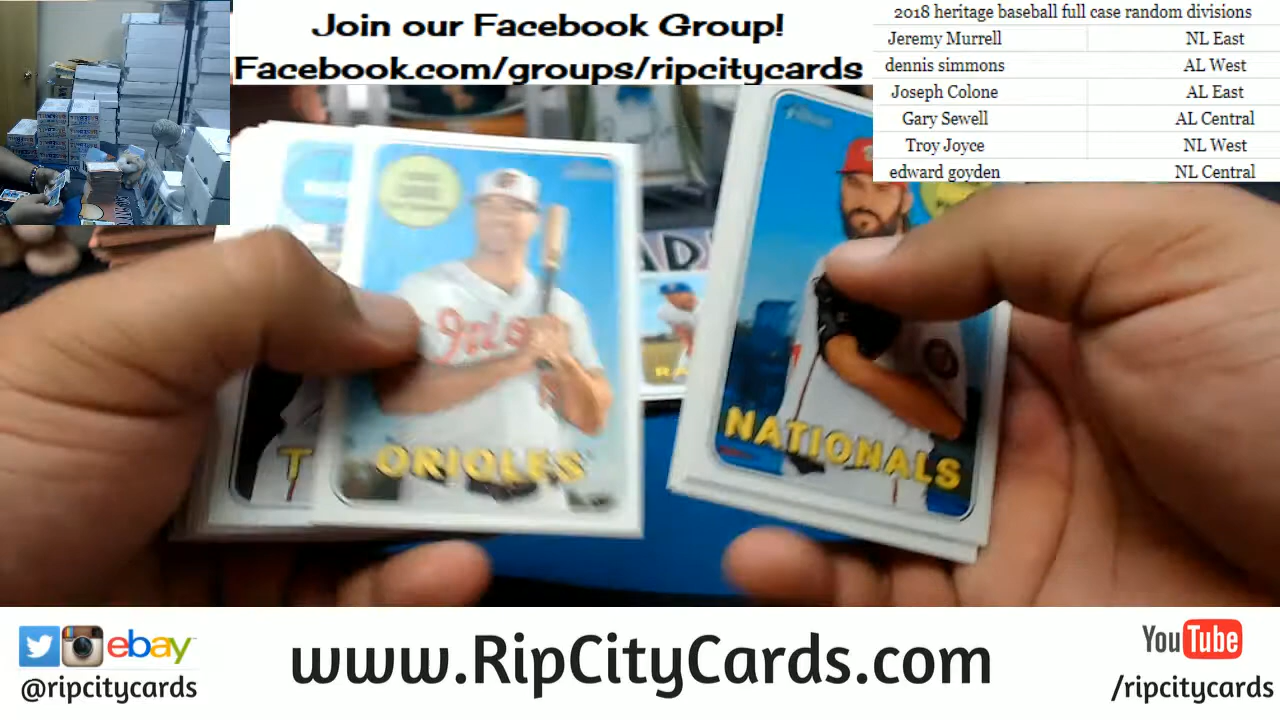 Join our Facebook Group!
Facebook.com/groups/ripcitycards
2018 heritage baseball full case random divisions
Jeremy Murrell NL East
dennis simmons AL West
Joseph Colone AL East
Gary Sewell AL Central
Troy Joyce NL West
edward goyden NL Central
T
ORIOLES
NATIONALS
RA
ebay
@ripcitycards
www.RipCityCards.com
YouTube
/ripcitycards